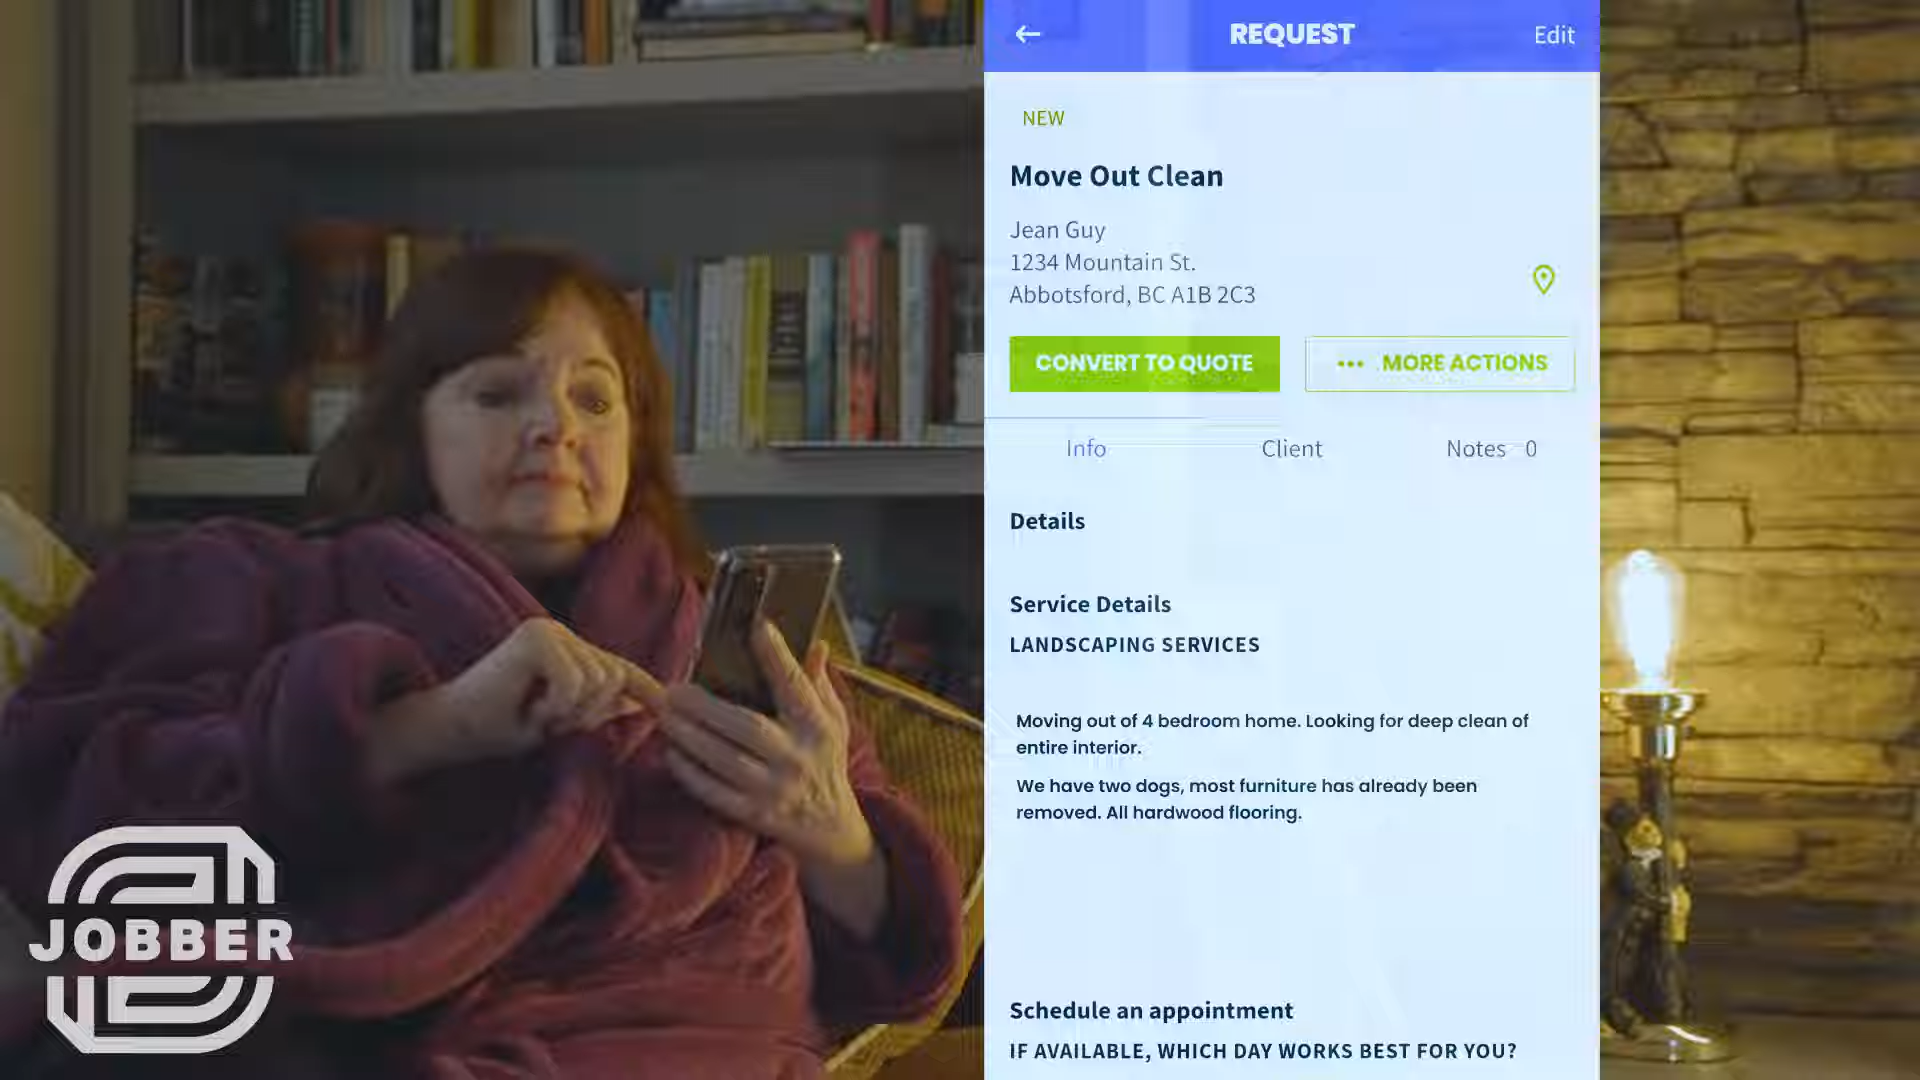 REQUEST
Edit
NEW
Move Out Clean
Jean Guy
1234 Mountain St.
Abbotsford, BC A1B 2C3
CONVERT TO QUOTE
MORE ACTIONS
Info
Client
Notes 0
Details
Service Details
LANDSCAPING SERVICES
Moving out of 4 bedroom home. Looking for deep clean of
entire interior.
We have two dogs, most furniture has already been
removed. All hardwood flooring.
Schedule an appointment
IF AVAILABLE, WHICH DAY WORKS BEST FOR YOU?
JOBBER